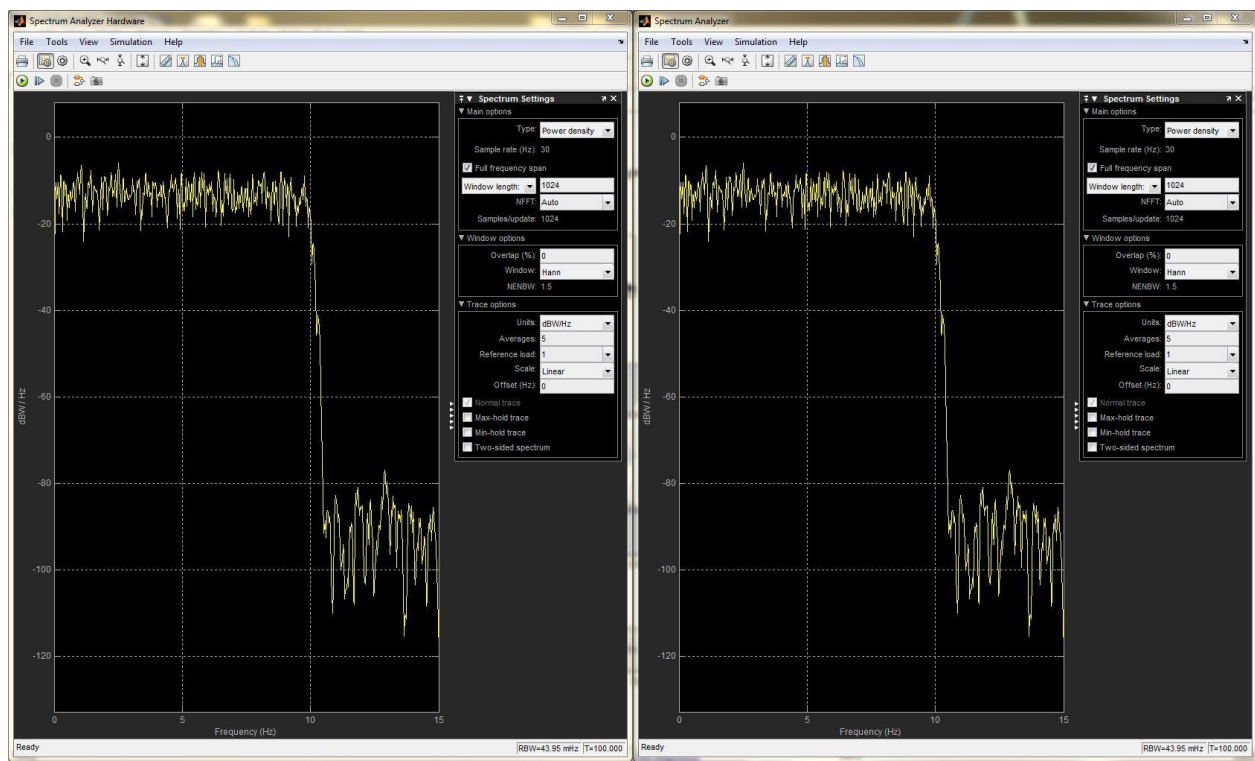 Spectrum Analyzer Hardware
File Tools View Simulation Help
0
-20
-40
-60
-80
-100
-120
dBW / Hz
0 5 10 15
Frequency (Hz)
Spectrum Settings
Main options
Type: Power density
Sample rate (Hz): 30
Full frequency span
Window length: 1024
NFFT: Auto
Samples/update: 1024
Window options
Overlap (%): 0
Window: Hann
NENBW: 1.5
Trace options
Units: dBW/Hz
Averages: 5
Reference load: 1
Scale: Linear
Offset (Hz): 0
Normal trace
Max-hold trace
Min-hold trace
Two-sided spectrum
Ready RBW=43.95 mHz T=100.000
Spectrum Analyzer
File Tools View Simulation Help
0
-20
-40
-60
-80
-100
-120
dBW / Hz
0 5 10 15
Frequency (Hz)
Spectrum Settings
Main options
Type: Power density
Sample rate (Hz): 30
Full frequency span
Window length: 1024
NFFT: Auto
Samples/update: 1024
Window options
Overlap (%): 0
Window: Hann
NENBW: 1.5
Trace options
Units: dBW/Hz
Averages: 5
Reference load: 1
Scale: Linear
Offset (Hz): 0
Normal trace
Max-hold trace
Min-hold trace
Two-sided spectrum
Ready RBW=43.95 mHz T=100.000